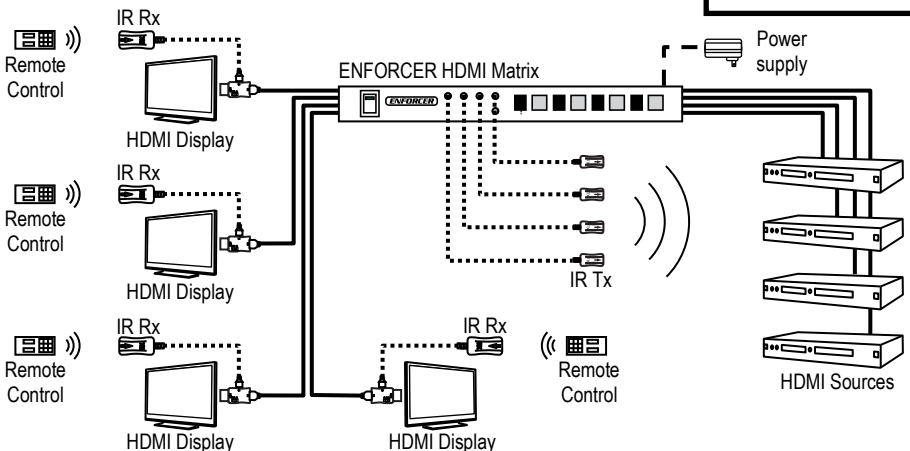 IR Rx
Remote
Control
HDMI Display
ENFORCER HDMI Matrix
ENFORCER
Power
supply
IR Rx
Remote
Control
HDMI Display
IR Tx
IR Rx
Remote
Control
HDMI Display
IR Rx
Remote
Control
HDMI Display
HDMI Sources